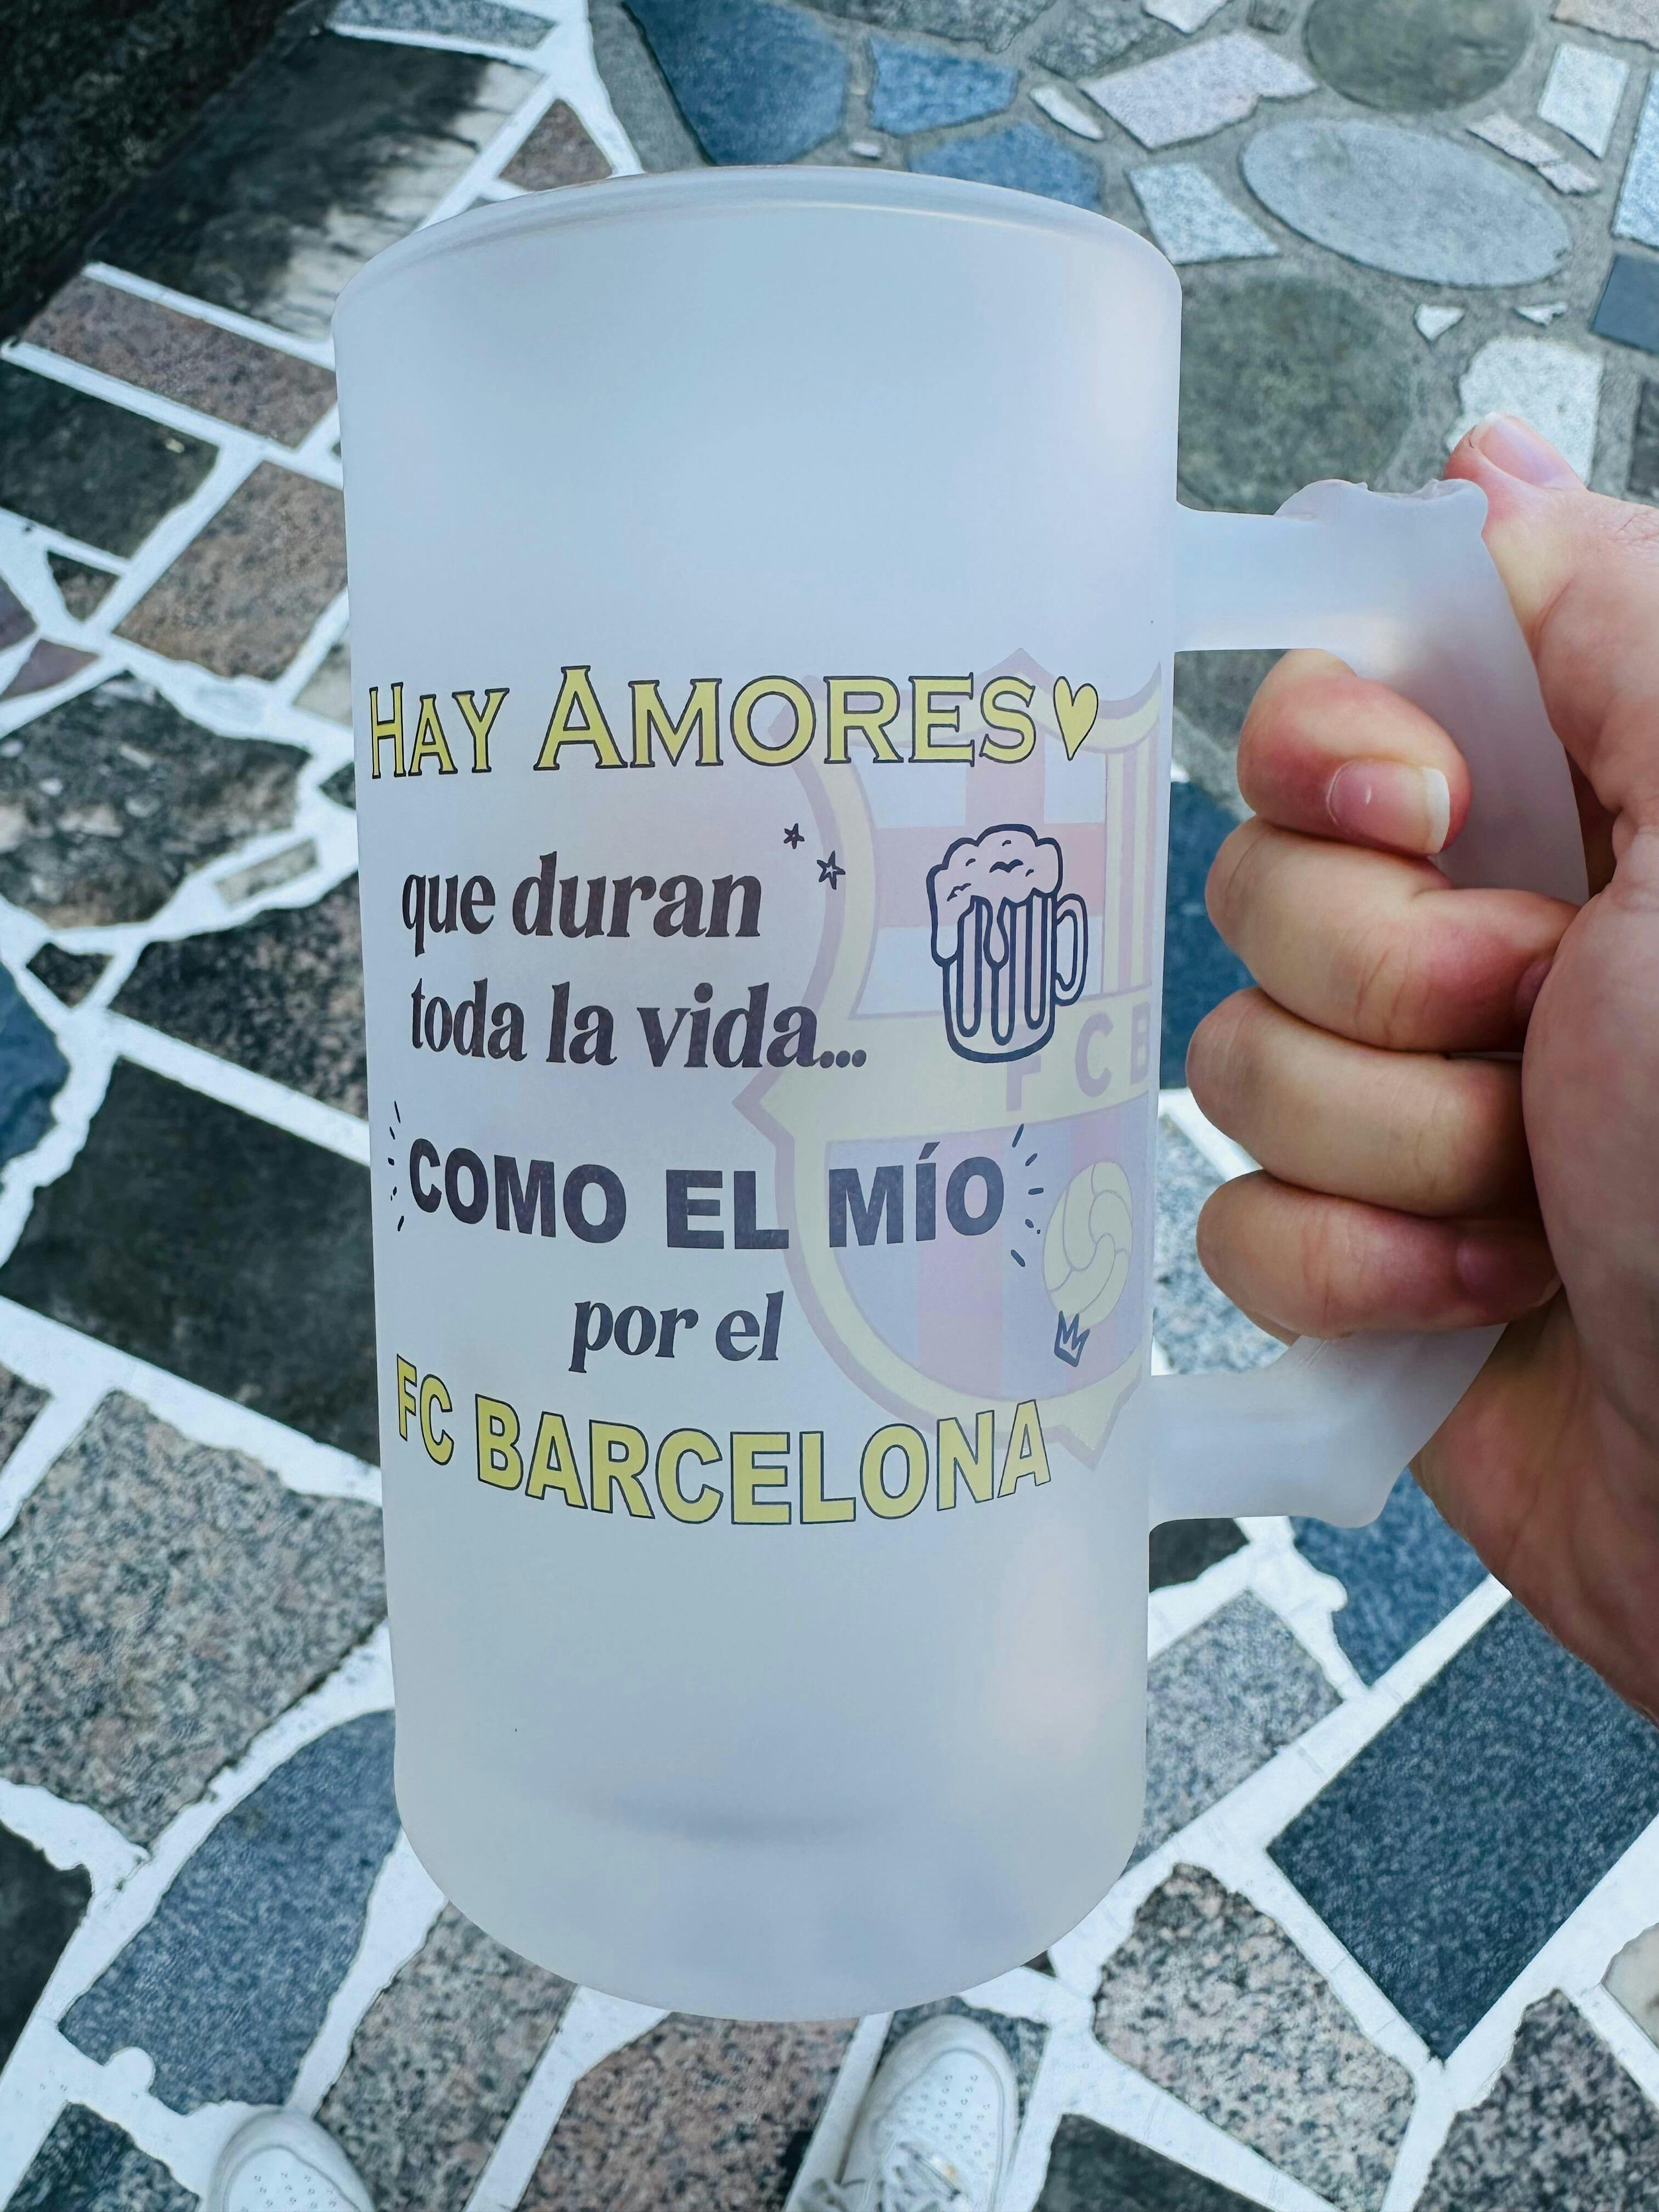 HAY AMORES
que duran
toda la vida...
COMO EL MÍO
por el
FC BARCELONA
FCB